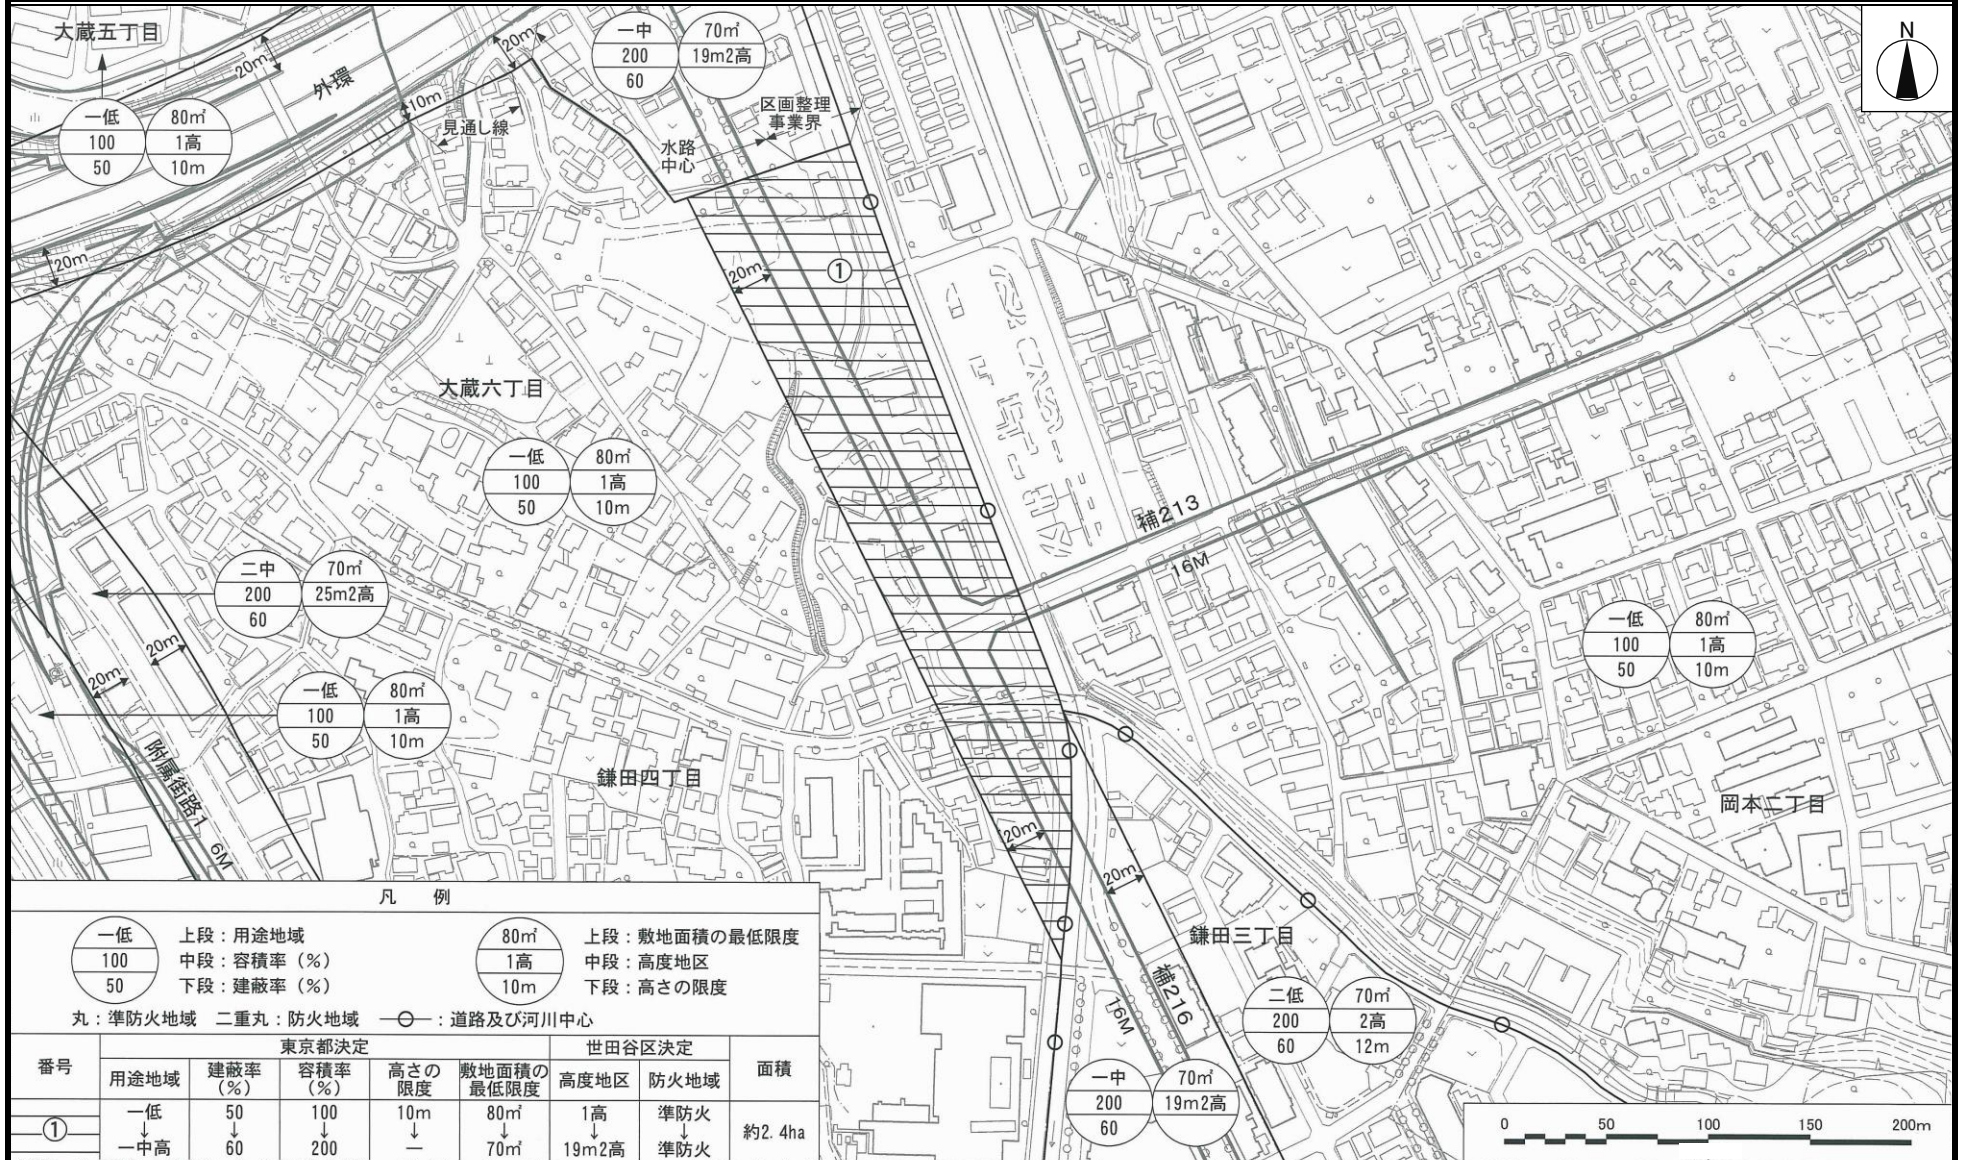 大蔵五丁目
20m
外環
20m
一中
200
60
70㎡
19m2高
N
一低
100
50
80㎡
1高
10m
10m
見通し線
区画整理
事業界
水路
中心
20m
20m
①
大蔵六丁目
一低
100
50
80㎡
1高
10m
補213
16M
二中
200
60
70㎡
25m2高
一低
100
50
80㎡
1高
10m
20m
20m
一低
100
50
80㎡
1高
10m
附属街路1
6M
鎌田四丁目
岡本二丁目
20m
20m
鎌田三丁目
補216
16M
二低
200
60
70㎡
2高
12m
一中
200
60
70㎡
19m2高
凡 例
一低
100
50
上段：用途地域
中段：容積率（%）
下段：建蔽率（%）
80㎡
1高
10m
上段：敷地面積の最低限度
中段：高度地区
下段：高さの限度
丸：準防火地域 二重丸：防火地域 ―○―：道路及び河川中心
番号 東京都決定 世田谷区決定 面積
用途地域 建蔽率（%） 容積率（%） 高さの限度 敷地面積の最低限度 高度地区 防火地域
① 一低 50 100 10m 80㎡ 1高 準防火 約2.4ha
↓ ↓ ↓ ↓ ↓ ↓ ↓
一中高 60 200 ― 70㎡ 19m2高 準防火
0 50 100 150 200m